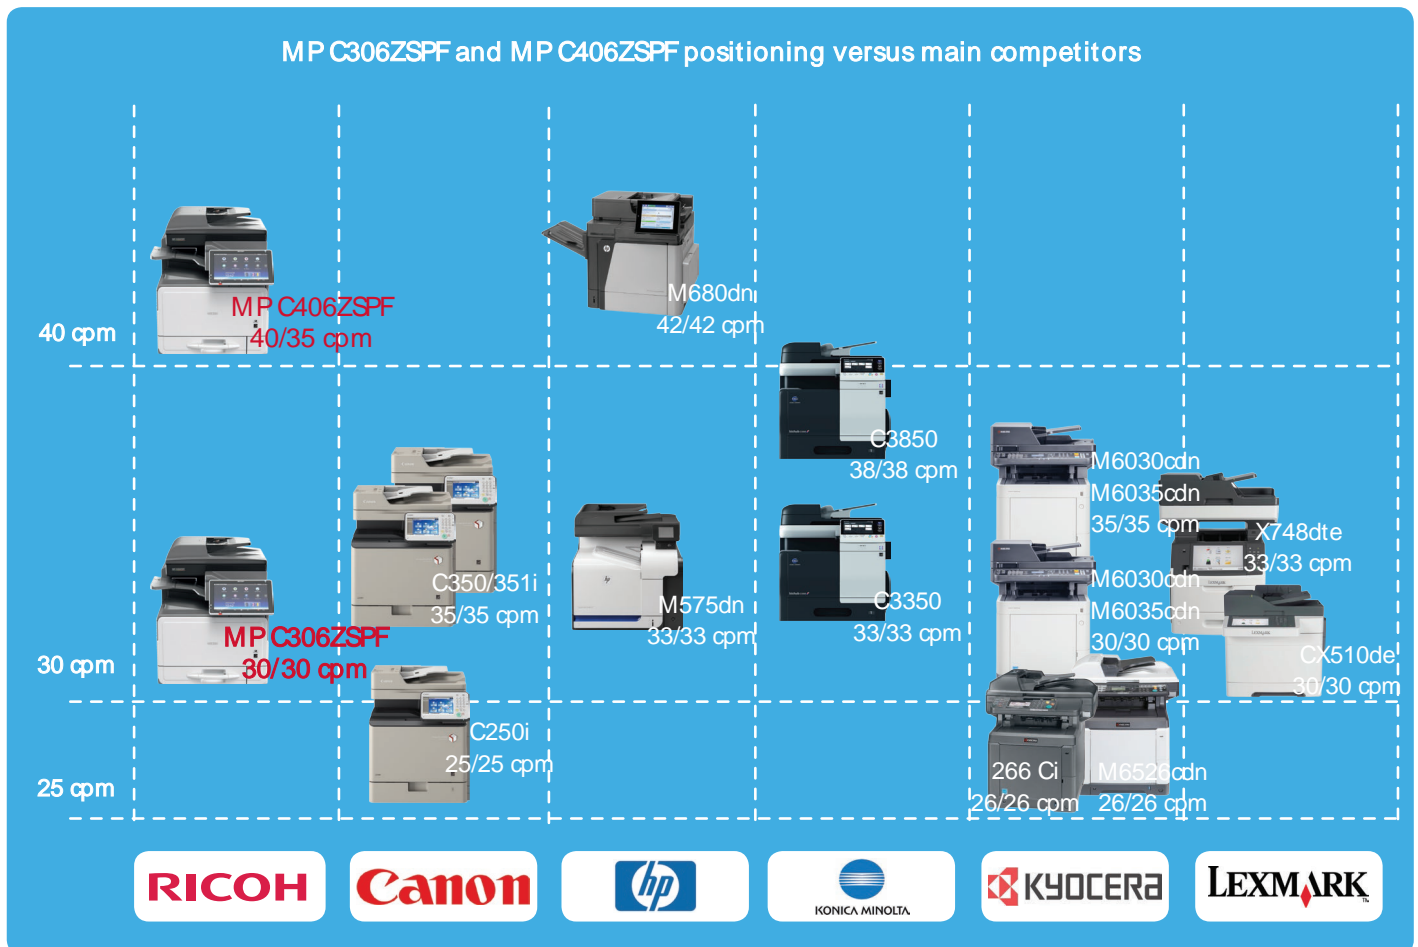 MP C306ZSPF and MP C406ZSPF positioning versus main competitors
40 cpm
MP C406ZSPF
40/35 cpm
M680dn
42/42 cpm
C3850
38/38 cpm
M6030cdn
M6035cdn
35/35 cpm
X748dte
33/33 cpm
C350/351i
35/35 cpm
M575dn
33/33 cpm
C3350
33/33 cpm
M6030cdn
M6035cdn
30/30 cpm
30 cpm
MP C306ZSPF
30/30 cpm
CX510de
30/30 cpm
25 cpm
C250i
25/25 cpm
266 Ci
26/26 cpm
M6526cdn
26/26 cpm
RICOH
Canon
hp
KONICA MINOLTA
KYOCERA
LEXMARK